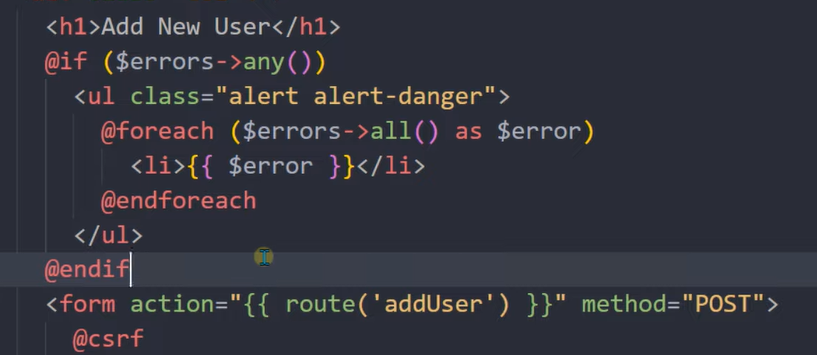 <h1>Add New User</h1>
@if ($errors->any())
<ul class="alert alert-danger">
@foreach ($errors->all() as $error)
<li>{{ $error }}</li>
@endforeach
</ul>
@endif
<form action="{{ route('addUser') }}" method="POST">
@csrf